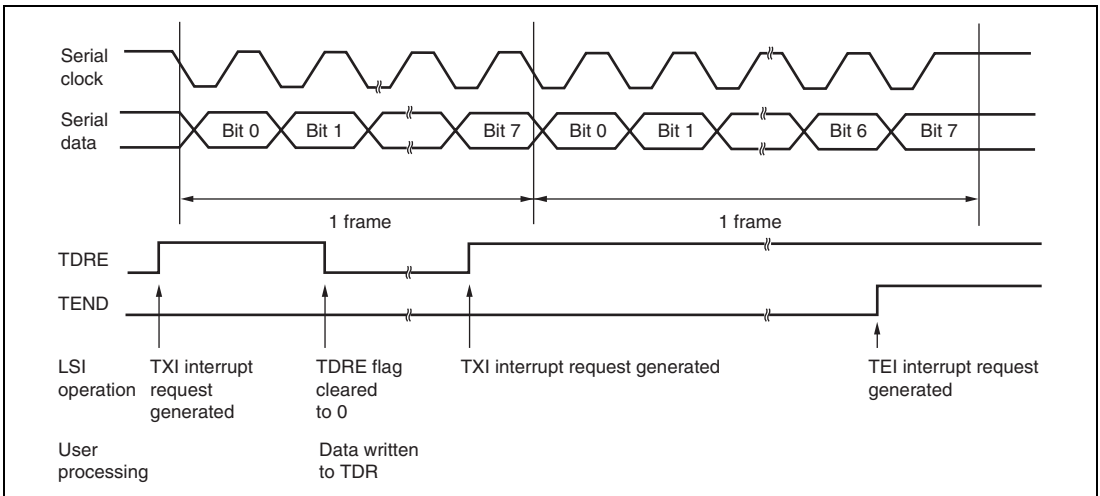 Serial
clock
Serial
data
Bit 0
Bit 1
Bit 7
Bit 0
Bit 1
Bit 6
Bit 7
1 frame
1 frame
TDRE
TEND
LSI
operation
TXI interrupt
request
generated
TDRE flag
cleared
to 0
TXI interrupt request generated
TEI interrupt request
generated
User
processing
Data written
to TDR